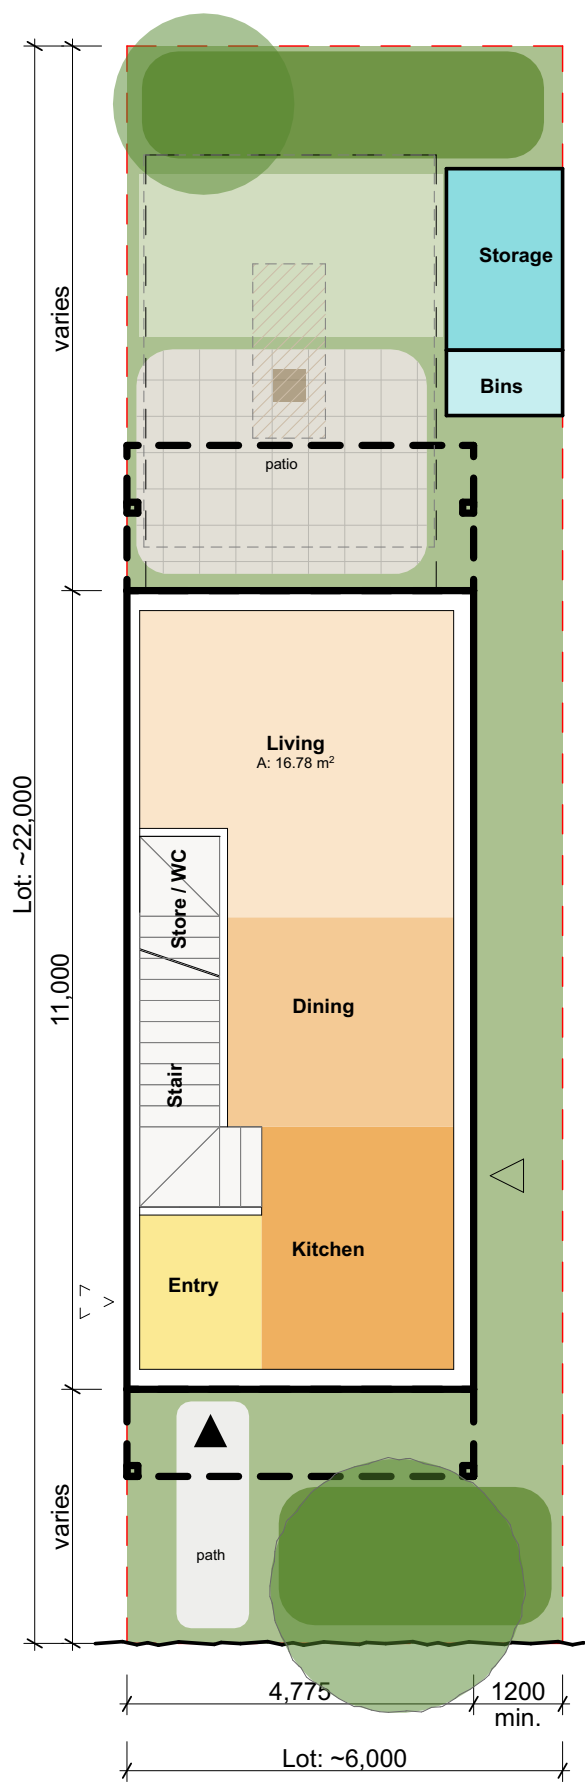 Storage
varies
Bins
patio
Living
A: 16.78 m²
Lot: ~22,000
Store / WC
11,000
Dining
Stair
Kitchen
Entry
varies
path
4,775
1200
min.
Lot: ~6,000